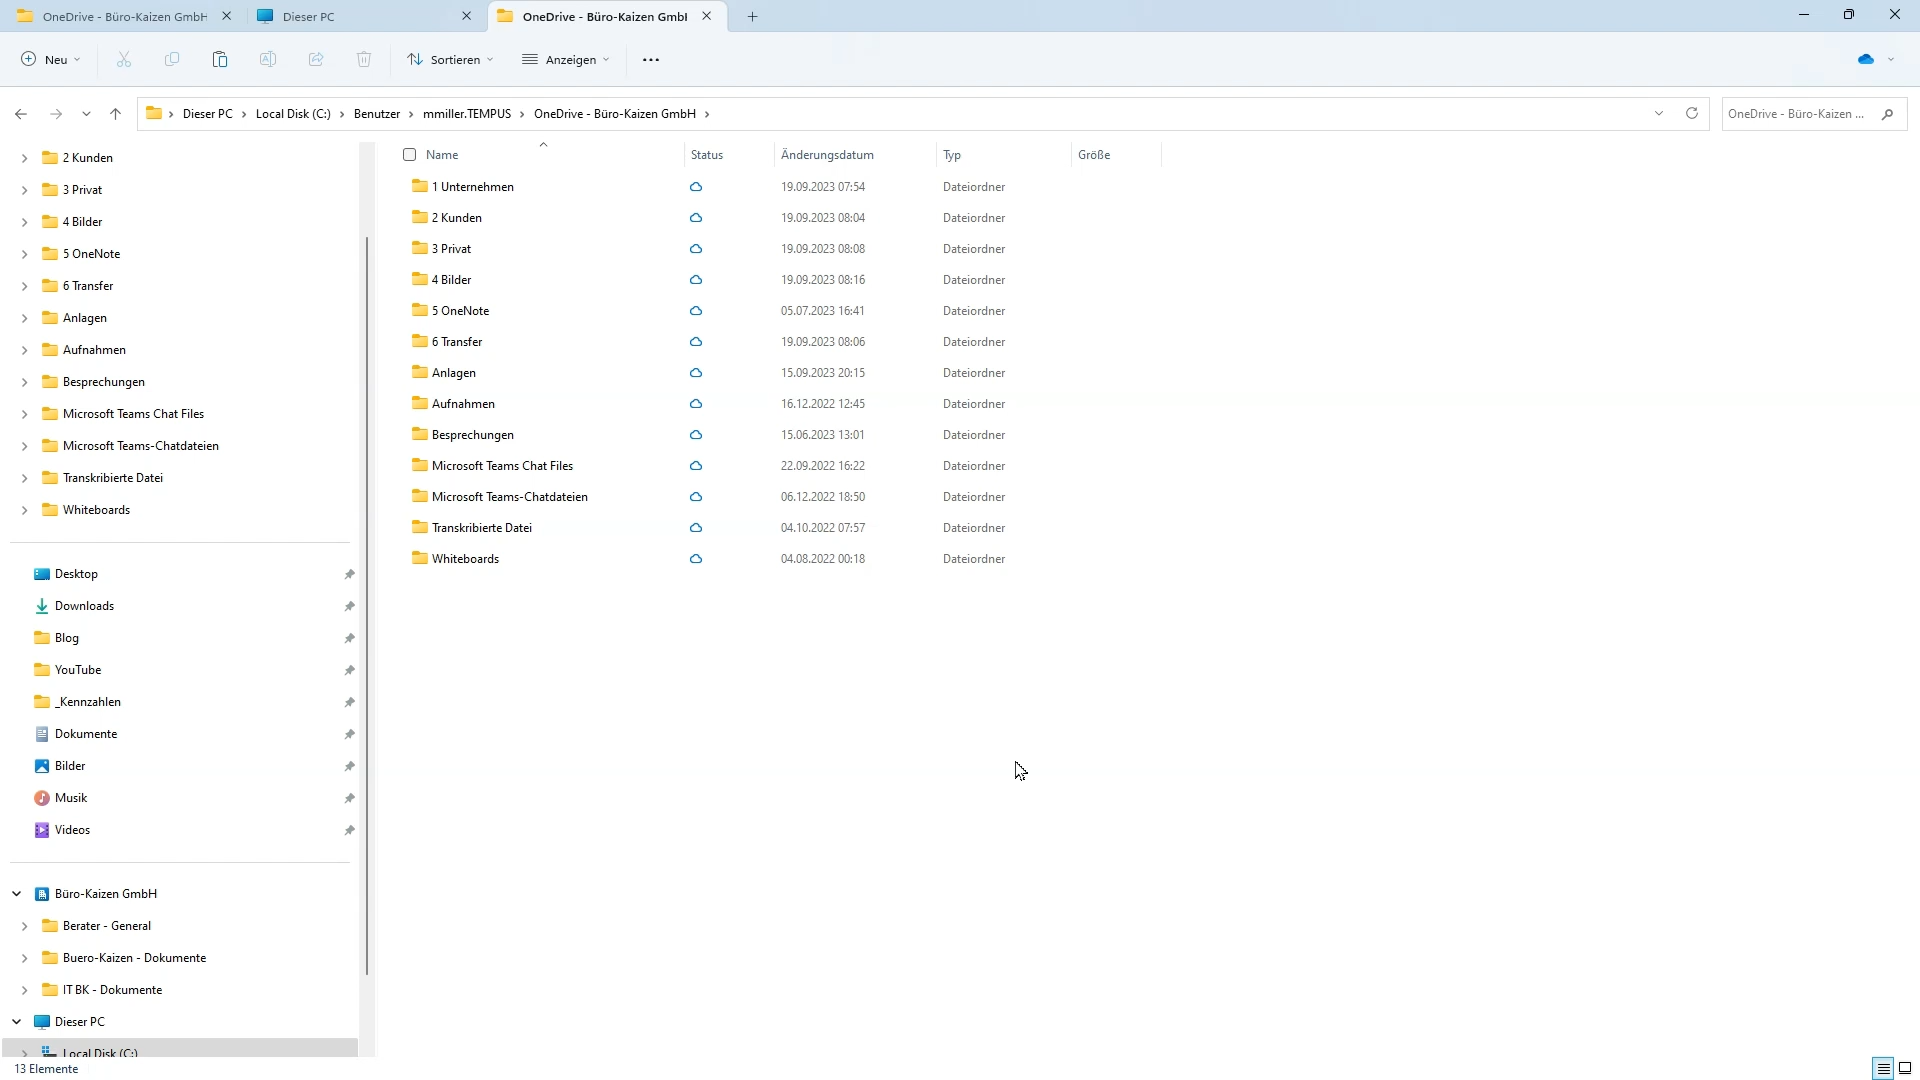 OneDrive - Büro-Kaizen GmbH
Dieser PC
OneDrive - Büro-Kaizen Gmbl
Neu
Sortieren
Anzeigen
Dieser PC > Local Disk (C:) > Benutzer > mmiller.TEMPUS > OneDrive - Büro-Kaizen GmbH >
OneDrive - Büro-Kaizen ...
2 Kunden
3 Privat
4 Bilder
5 OneNote
6 Transfer
Anlagen
Aufnahmen
Besprechungen
Microsoft Teams Chat Files
Microsoft Teams-Chatdateien
Transkribierte Datei
Whiteboards
Desktop
Downloads
Blog
YouTube
_Kennzahlen
Dokumente
Bilder
Musik
Videos
Büro-Kaizen GmbH
Berater - General
Buero-Kaizen - Dokumente
IT BK - Dokumente
Dieser PC
Local Disk (C:)
Name Status Änderungsdatum Typ Größe
1 Unternehmen 19.09.2023 07:54 Dateiordner
2 Kunden 19.09.2023 08:04 Dateiordner
3 Privat 19.09.2023 08:08 Dateiordner
4 Bilder 19.09.2023 08:16 Dateiordner
5 OneNote 05.07.2023 16:41 Dateiordner
6 Transfer 19.09.2023 08:06 Dateiordner
Anlagen 15.09.2023 20:15 Dateiordner
Aufnahmen 16.12.2022 12:45 Dateiordner
Besprechungen 15.06.2023 13:01 Dateiordner
Microsoft Teams Chat Files 22.09.2022 16:22 Dateiordner
Microsoft Teams-Chatdateien 06.12.2022 18:50 Dateiordner
Transkribierte Datei 04.10.2022 07:57 Dateiordner
Whiteboards 04.08.2022 00:18 Dateiordner
13 Elemente